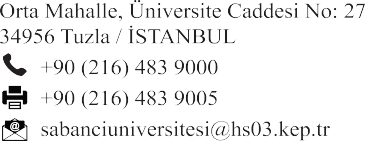 Orta Mahalle, Üniversite Caddesi No: 27
34956 Tuzla / İSTANBUL
+90 (216) 483 9000
+90 (216) 483 9005
sabanciuniversitesi@hs03.kep.tr